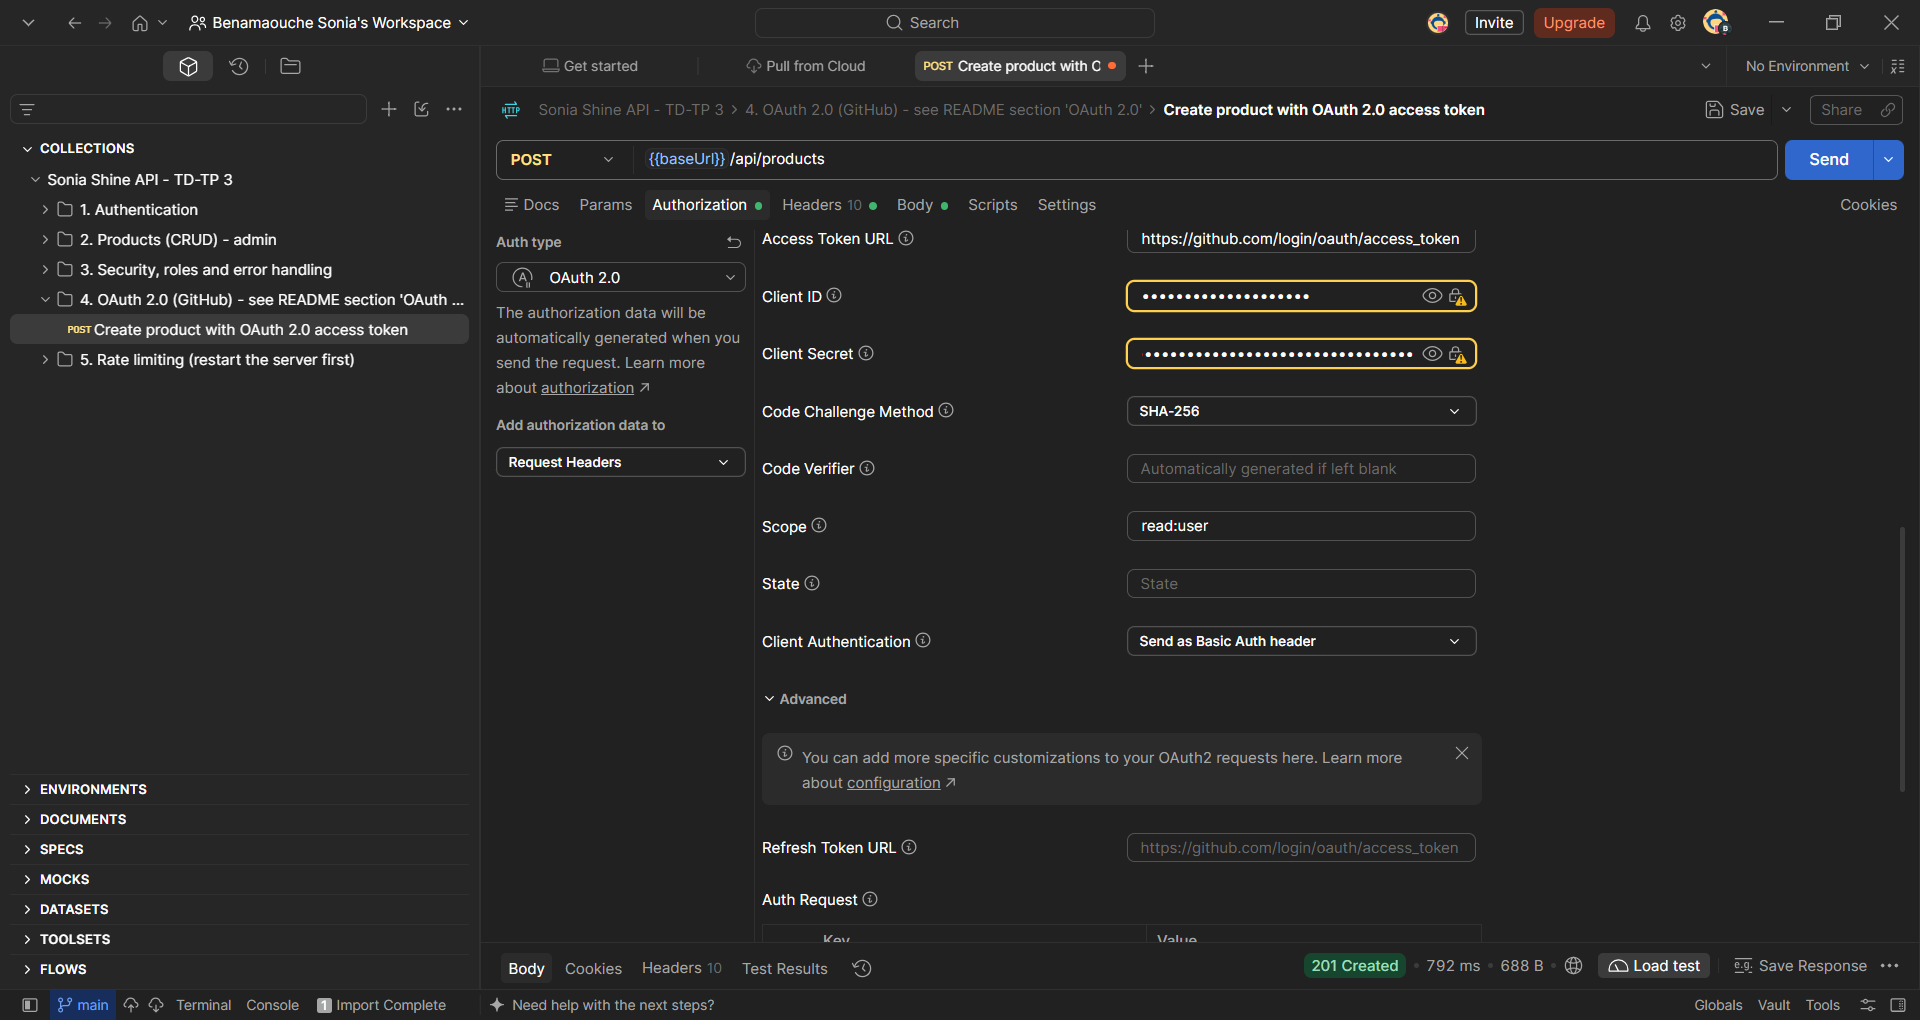 Benamaouche Sonia's Workspace
Search
Invite
Upgrade
Get started
Pull from Cloud
POST Create product with O
No Environment
HTTP
Sonia Shine API - TD-TP 3 > 4. OAuth 2.0 (GitHub) - see README section 'OAuth 2.0' > Create product with OAuth 2.0 access token
Save
Share
COLLECTIONS
Sonia Shine API - TD-TP 3
1. Authentication
2. Products (CRUD) - admin
3. Security, roles and error handling
4. OAuth 2.0 (GitHub) - see README section 'OAuth ...
POST Create product with OAuth 2.0 access token
5. Rate limiting (restart the server first)
ENVIRONMENTS
DOCUMENTS
SPECS
MOCKS
DATASETS
TOOLSETS
FLOWS
POST
{{baseUrl}} /api/products
Send
Docs
Params
Authorization
Headers 10
Body
Scripts
Settings
Cookies
Auth type
OAuth 2.0
The authorization data will be
automatically generated when you
send the request. Learn more
about authorization ↗
Add authorization data to
Request Headers
Access Token URL
https://github.com/login/oauth/access_token
Client ID
Client Secret
Code Challenge Method
SHA-256
Code Verifier
Automatically generated if left blank
Scope
read:user
State
State
Client Authentication
Send as Basic Auth header
Advanced
You can add more specific customizations to your OAuth2 requests here. Learn more
about configuration ↗
Refresh Token URL
https://github.com/login/oauth/access_token
Auth Request
Key
Value
Body
Cookies
Headers 10
Test Results
201 Created
792 ms
688 B
Load test
e.g. Save Response
main
Terminal
Console
1 Import Complete
Need help with the next steps?
Globals
Vault
Tools